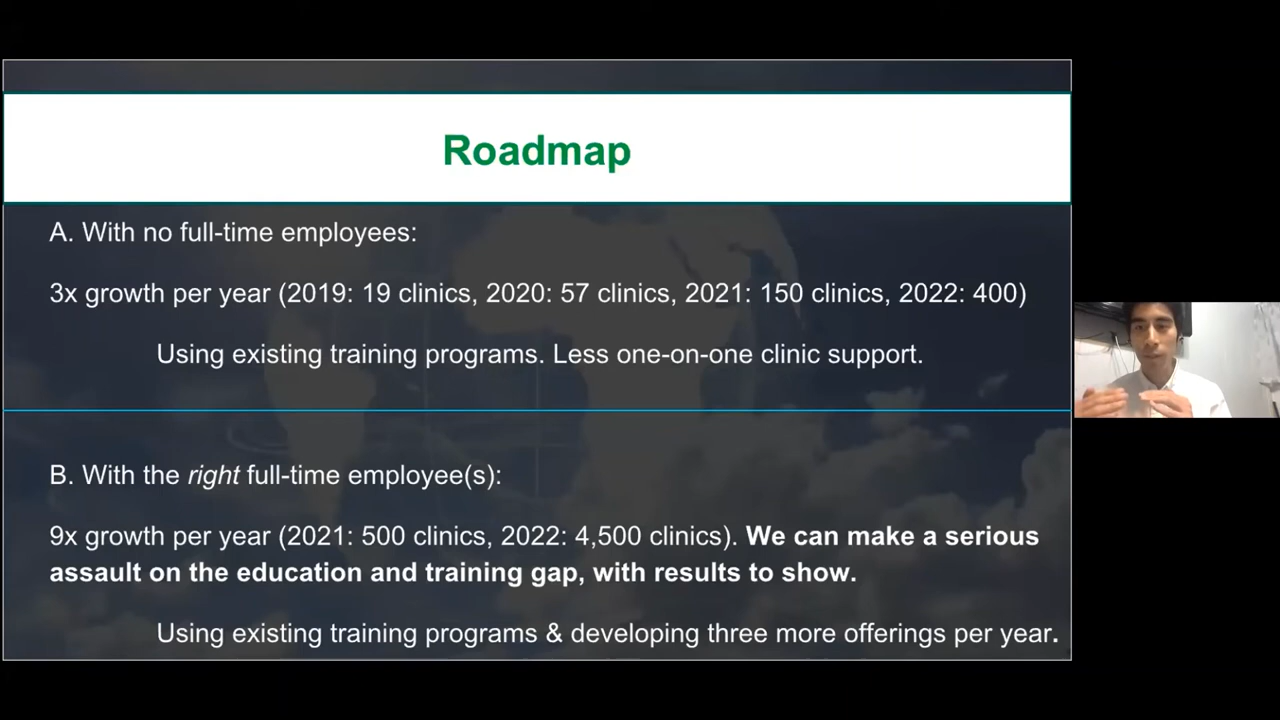 Roadmap
A. With no full-time employees:
3x growth per year (2019: 19 clinics, 2020: 57 clinics, 2021: 150 clinics, 2022: 400)
Using existing training programs. Less one-on-one clinic support.
B. With the right full-time employee(s):
9x growth per year (2021: 500 clinics, 2022: 4,500 clinics). We can make a serious
assault on the education and training gap, with results to show.
Using existing training programs & developing three more offerings per year.